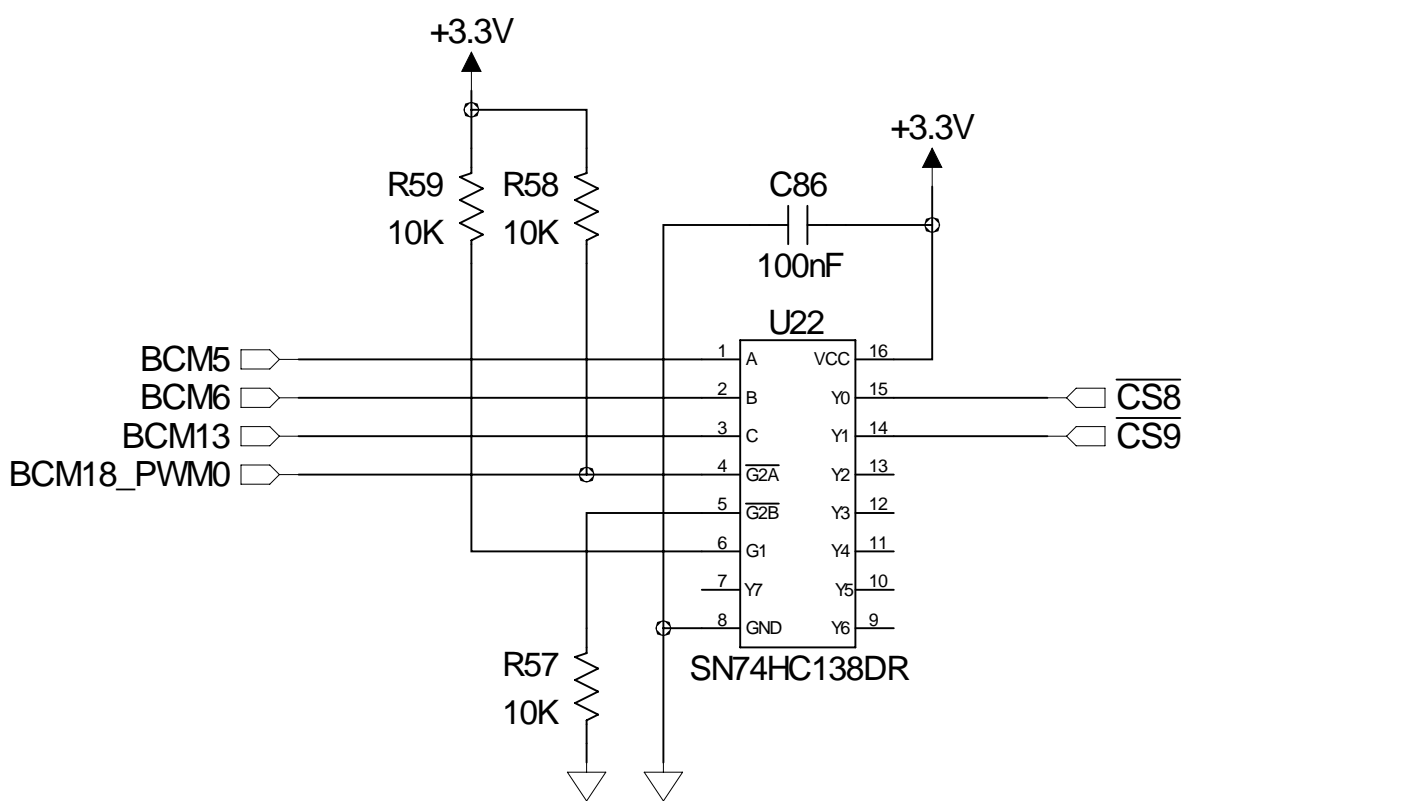 +3.3V
+3.3V
R59
10K
R58
10K
C86
100nF
U22
BCM5
BCM6
BCM13
BCM18_PWM0
1 A VCC 16
2 B Y0 15
3 C Y1 14
4 G2A Y2 13
5 G2B Y3 12
6 G1 Y4 11
7 Y7 Y5 10
8 GND Y6 9
CS8
CS9
SN74HC138DR
R57
10K